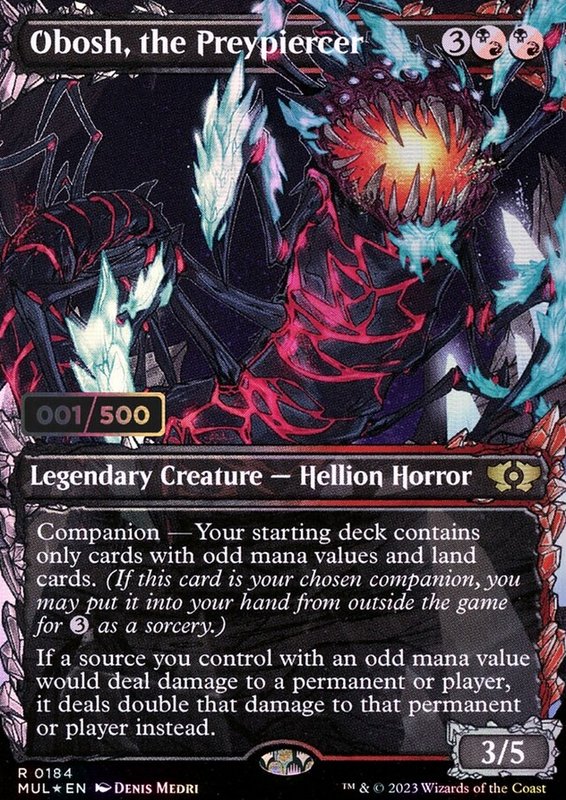 Obosh, the Preypiercer 3
001/500
Legendary Creature — Hellion Horror
Companion — Your starting deck contains
only cards with odd mana values and land
cards. (If this card is your chosen companion, you
may put it into your hand from outside the game
for 3 as a sorcery.)
If a source you control with an odd mana value
would deal damage to a permanent or player,
it deals double that damage to that permanent
or player instead.
3/5
R 0184
MUL★EN DENIS MEDRI ™ & © 2023 Wizards of the Coast